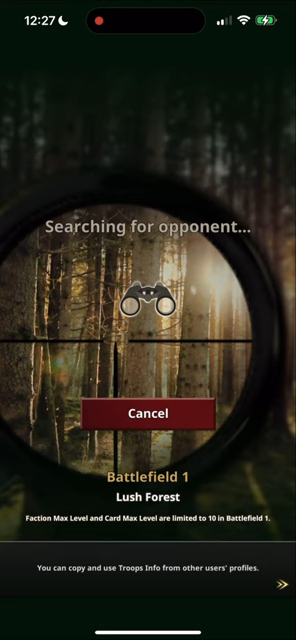 12:27
Searching for opponent...
Cancel
Battlefield 1
Lush Forest
Faction Max Level and Card Max Level are limited to 10 in Battlefield 1.
You can copy and use Troops Info from other users' profiles.